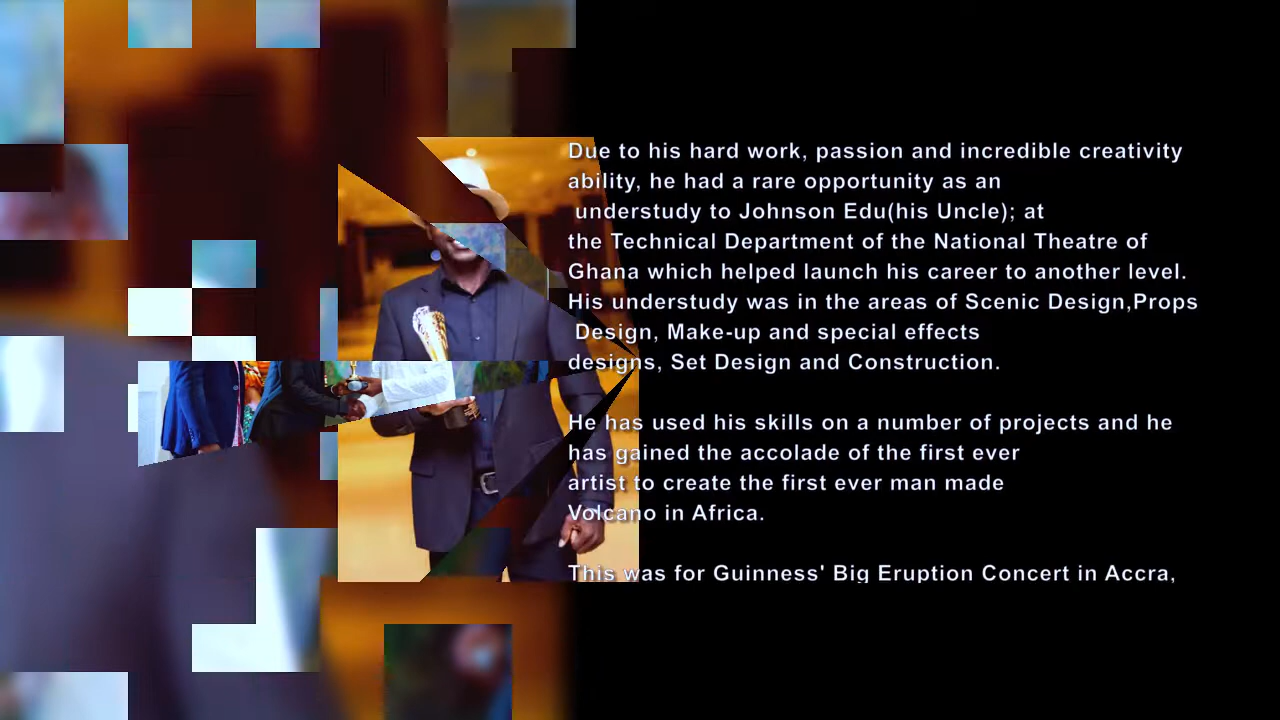 Due to his hard work, passion and incredible creativity
ability, he had a rare opportunity as an
understudy to Johnson Edu(his Uncle); at
the Technical Department of the National Theatre of
Ghana which helped launch his career to another level.
His understudy was in the areas of Scenic Design,Props
Design, Make-up and special effects
designs, Set Design and Construction.
He has used his skills on a number of projects and he
has gained the accolade of the first ever
artist to create the first ever man made
Volcano in Africa.
This was for Guinness' Big Eruption Concert in Accra,